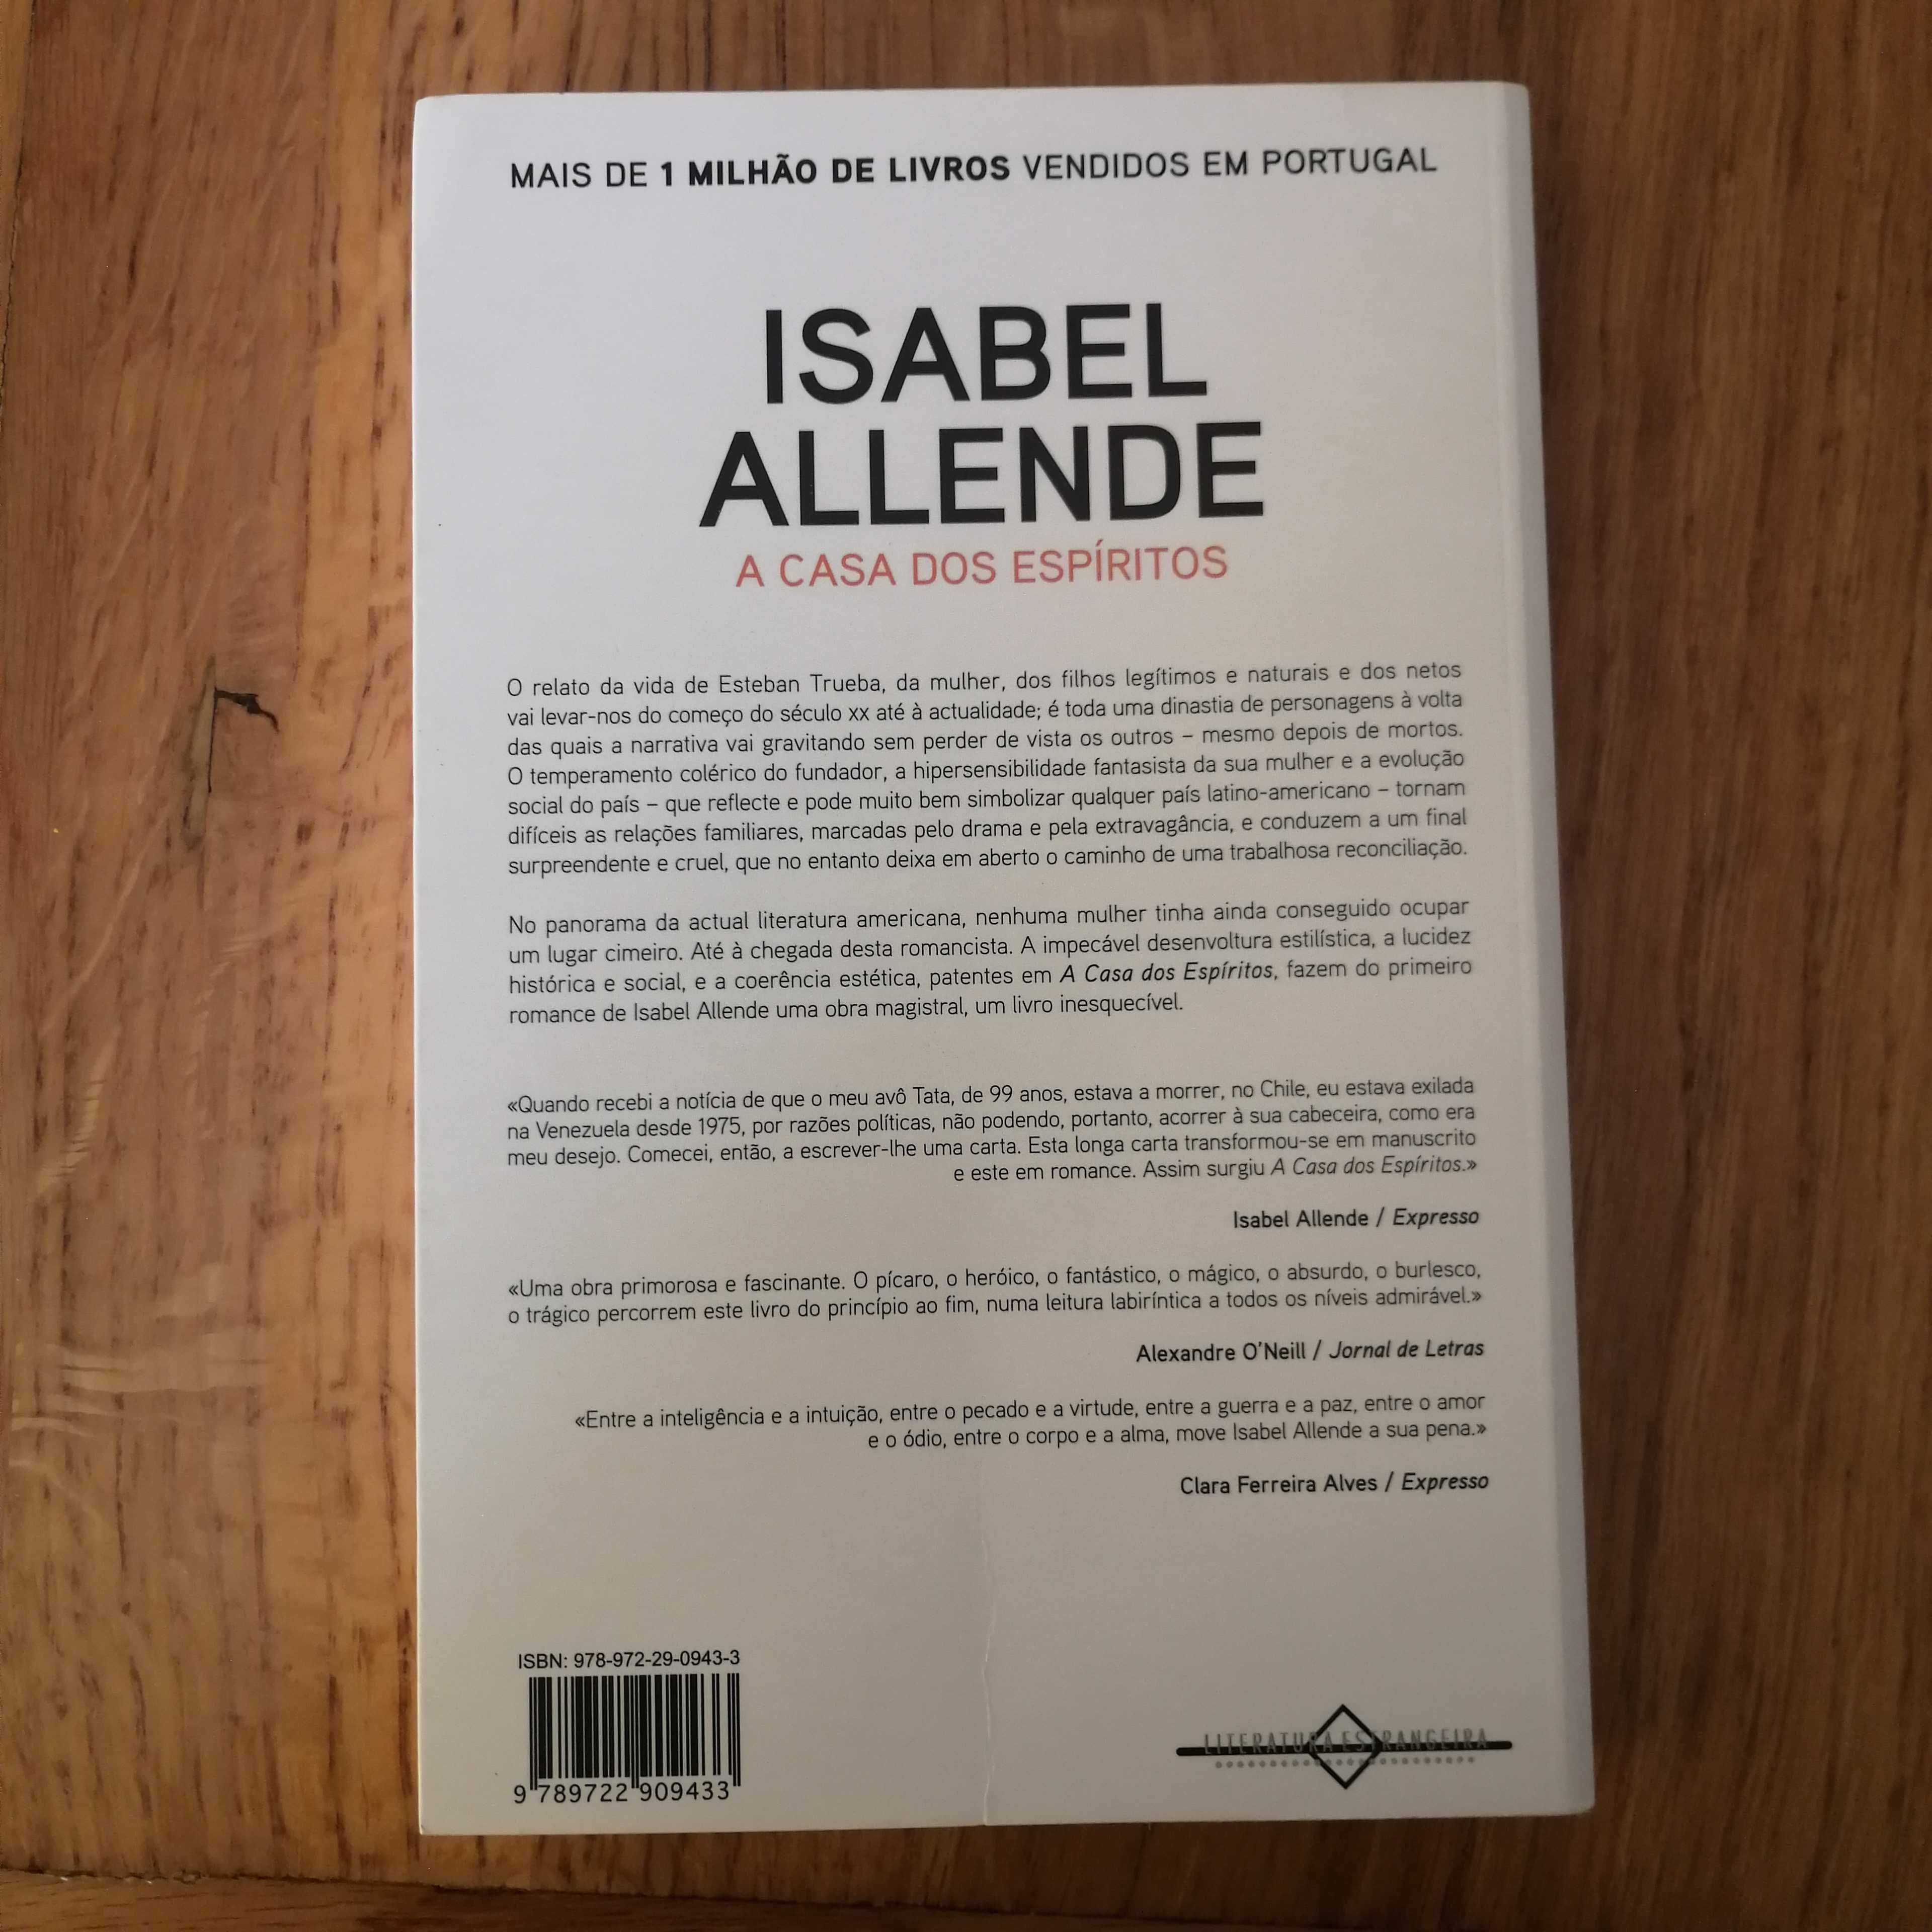 MAIS DE 1 MILHÃO DE LIVROS VENDIDOS EM PORTUGAL
ISABEL
ALLENDE
A CASA DOS ESPÍRITOS
O relato da vida de Esteban Trueba, da mulher, dos filhos legítimos e naturais e dos netos
vai levar-nos do começo do século XX até à actualidade; é toda uma dinastia de personagens à volta
das quais a narrativa vai gravitando sem perder de vista os outros – mesmo depois de mortos.
O temperamento colérico do fundador, a hipersensibilidade fantasista da sua mulher e a evolução
social do país – que reflecte e pode muito bem simbolizar qualquer país latino-americano – tornam
difíceis as relações familiares, marcadas pelo drama e pela extravagância, e conduzem a um final
surpreendente e cruel, que no entanto deixa em aberto o caminho de uma trabalhosa reconciliação.
No panorama da actual literatura americana, nenhuma mulher tinha ainda conseguido ocupar
um lugar cimeiro. Até à chegada desta romancista. A impecável desenvoltura estilística, a lucidez
histórica e social, e a coerência estética, patentes em A Casa dos Espíritos, fazem do primeiro
romance de Isabel Allende uma obra magistral, um livro inesquecível.
«Quando recebi a notícia de que o meu avô Tata, de 99 anos, estava a morrer, no Chile, eu estava exilada
na Venezuela desde 1975, por razões políticas, não podendo, portanto, acorrer à sua cabeceira, como era
meu desejo. Comecei, então, a escrever-lhe uma carta. Esta longa carta transformou-se em manuscrito
e este em romance. Assim surgiu A Casa dos Espíritos.»
Isabel Allende / Expresso
«Uma obra primorosa e fascinante. O pícaro, o heróico, o fantástico, o mágico, o absurdo, o burlesco,
o trágico percorrem este livro do princípio ao fim, numa leitura labiríntica a todos os níveis admirável.»
Alexandre O'Neill / Jornal de Letras
«Entre a inteligência e a intuição, entre o pecado e a virtude, entre a guerra e a paz, entre o amor
e o ódio, entre o corpo e a alma, move Isabel Allende a sua pena.»
Clara Ferreira Alves / Expresso
ISBN: 978-972-29-0943-3
9 789722 909433
LITERATURA ESTRANGEIRA